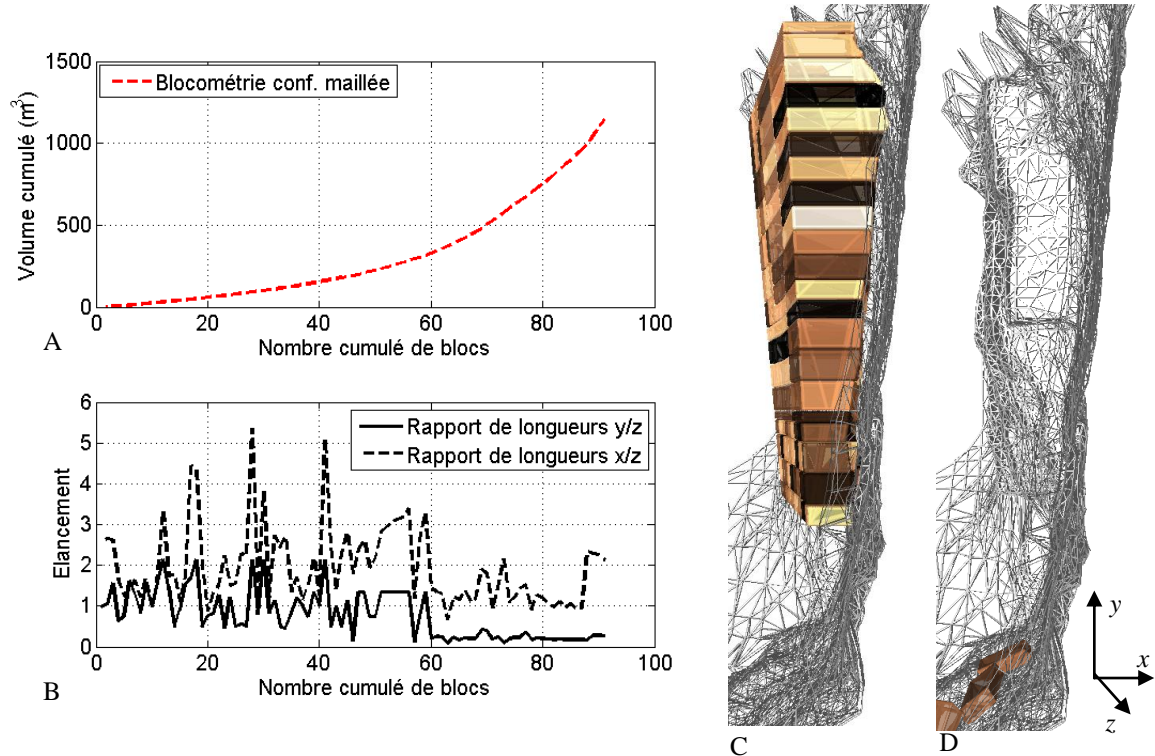 1500
1000
500
0
Volume cumulé (m³)
Blocométrie conf. maillée
0 20 40 60 80 100
Nombre cumulé de blocs
A
6
5
4
3
2
1
0
Elancement
Rapport de longueurs y/z
Rapport de longueurs x/z
0 20 40 60 80 100
Nombre cumulé de blocs
B
C
D
y
x
z